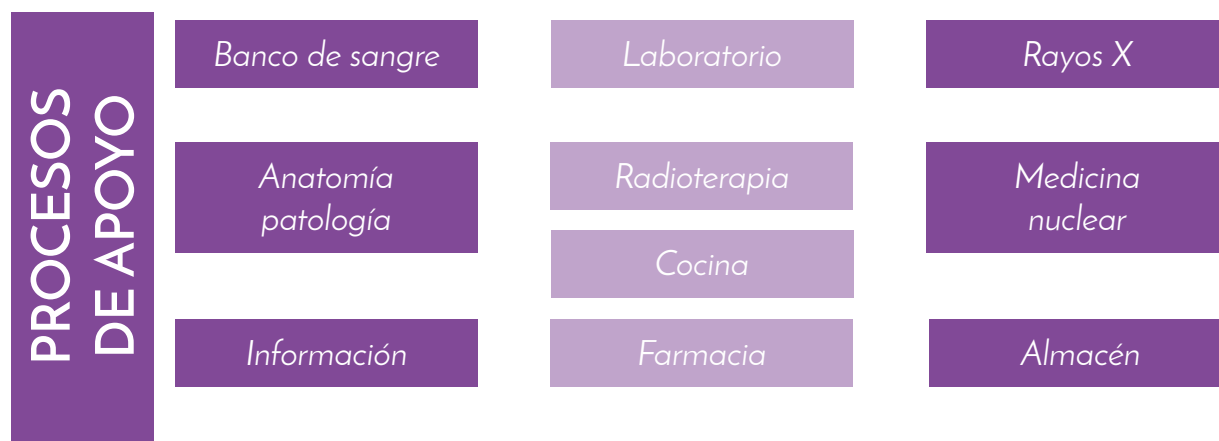 PROCESOS
DE APOYO
Banco de sangre
Laboratorio
Rayos X
Anatomía
patología
Radioterapia
Medicina
nuclear
Cocina
Información
Farmacia
Almacén